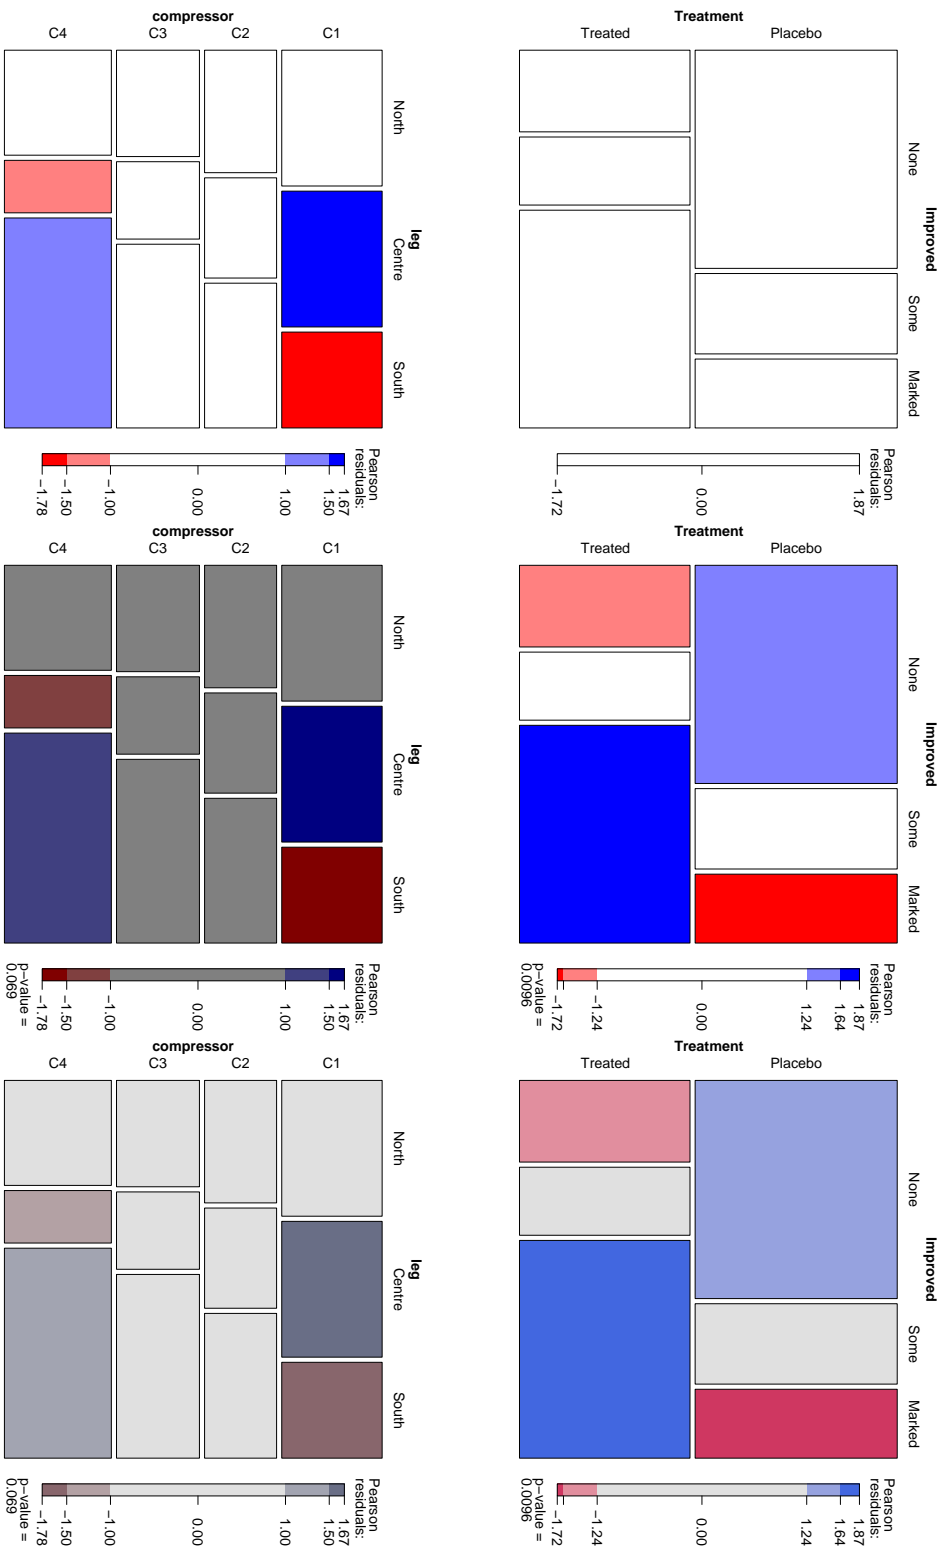 Improved
None Some Marked
Treatment
Placebo
Treated
Pearson
residuals:
1.87
0.00
−1.72
Improved
None Some Marked
Treatment
Placebo
Treated
Pearson
residuals:
1.87
1.64
1.24
0.00
−1.24
−1.72
p−value =
0.0096
Improved
None Some Marked
Treatment
Placebo
Treated
Pearson
residuals:
1.87
1.64
1.24
0.00
−1.24
−1.72
p−value =
0.0096
leg
North Centre South
compressor
C1
C2
C3
C4
Pearson
residuals:
1.67
1.50
1.00
0.00
−1.00
−1.50
−1.78
leg
North Centre South
compressor
C1
C2
C3
C4
Pearson
residuals:
1.67
1.50
1.00
0.00
−1.00
−1.50
−1.78
p−value =
0.069
leg
North Centre South
compressor
C1
C2
C3
C4
Pearson
residuals:
1.67
1.50
1.00
0.00
−1.00
−1.50
−1.78
p−value =
0.069